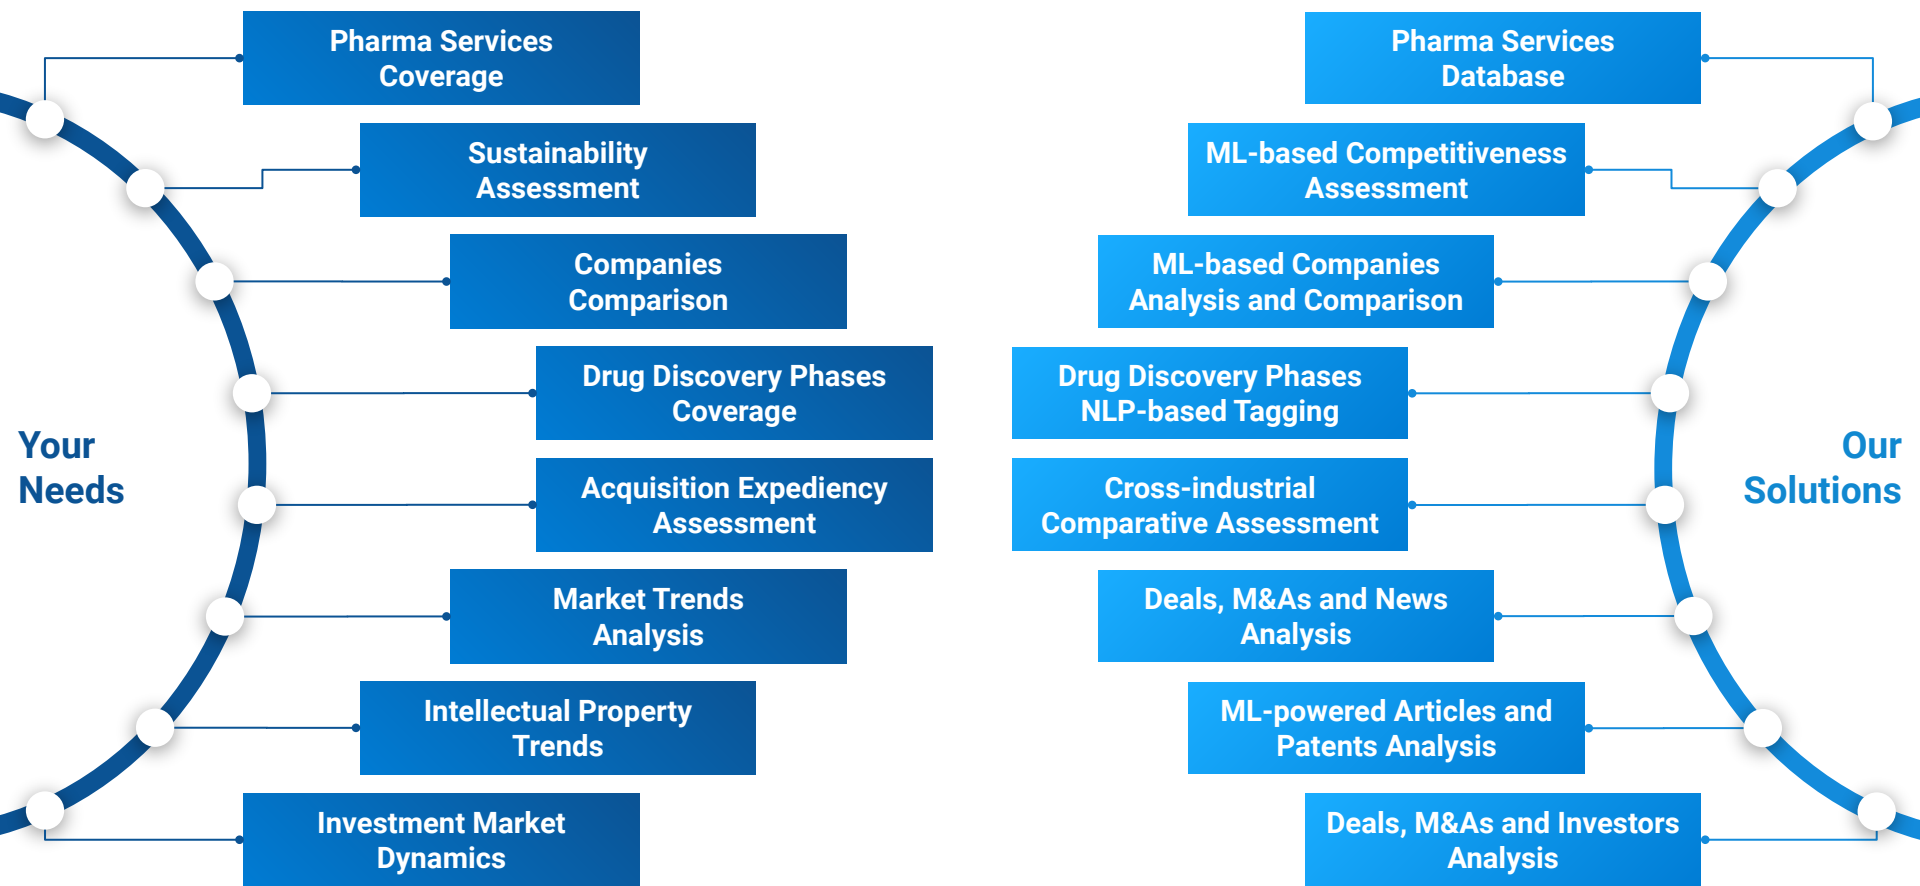 Your
Needs
Pharma Services
Coverage
Sustainability
Assessment
Companies
Comparison
Drug Discovery Phases
Coverage
Acquisition Expediency
Assessment
Market Trends
Analysis
Intellectual Property
Trends
Investment Market
Dynamics
Pharma Services
Database
ML-based Competitiveness
Assessment
ML-based Companies
Analysis and Comparison
Drug Discovery Phases
NLP-based Tagging
Cross-industrial
Comparative Assessment
Deals, M&As and News
Analysis
ML-powered Articles and
Patents Analysis
Deals, M&As and Investors
Analysis
Our
Solutions